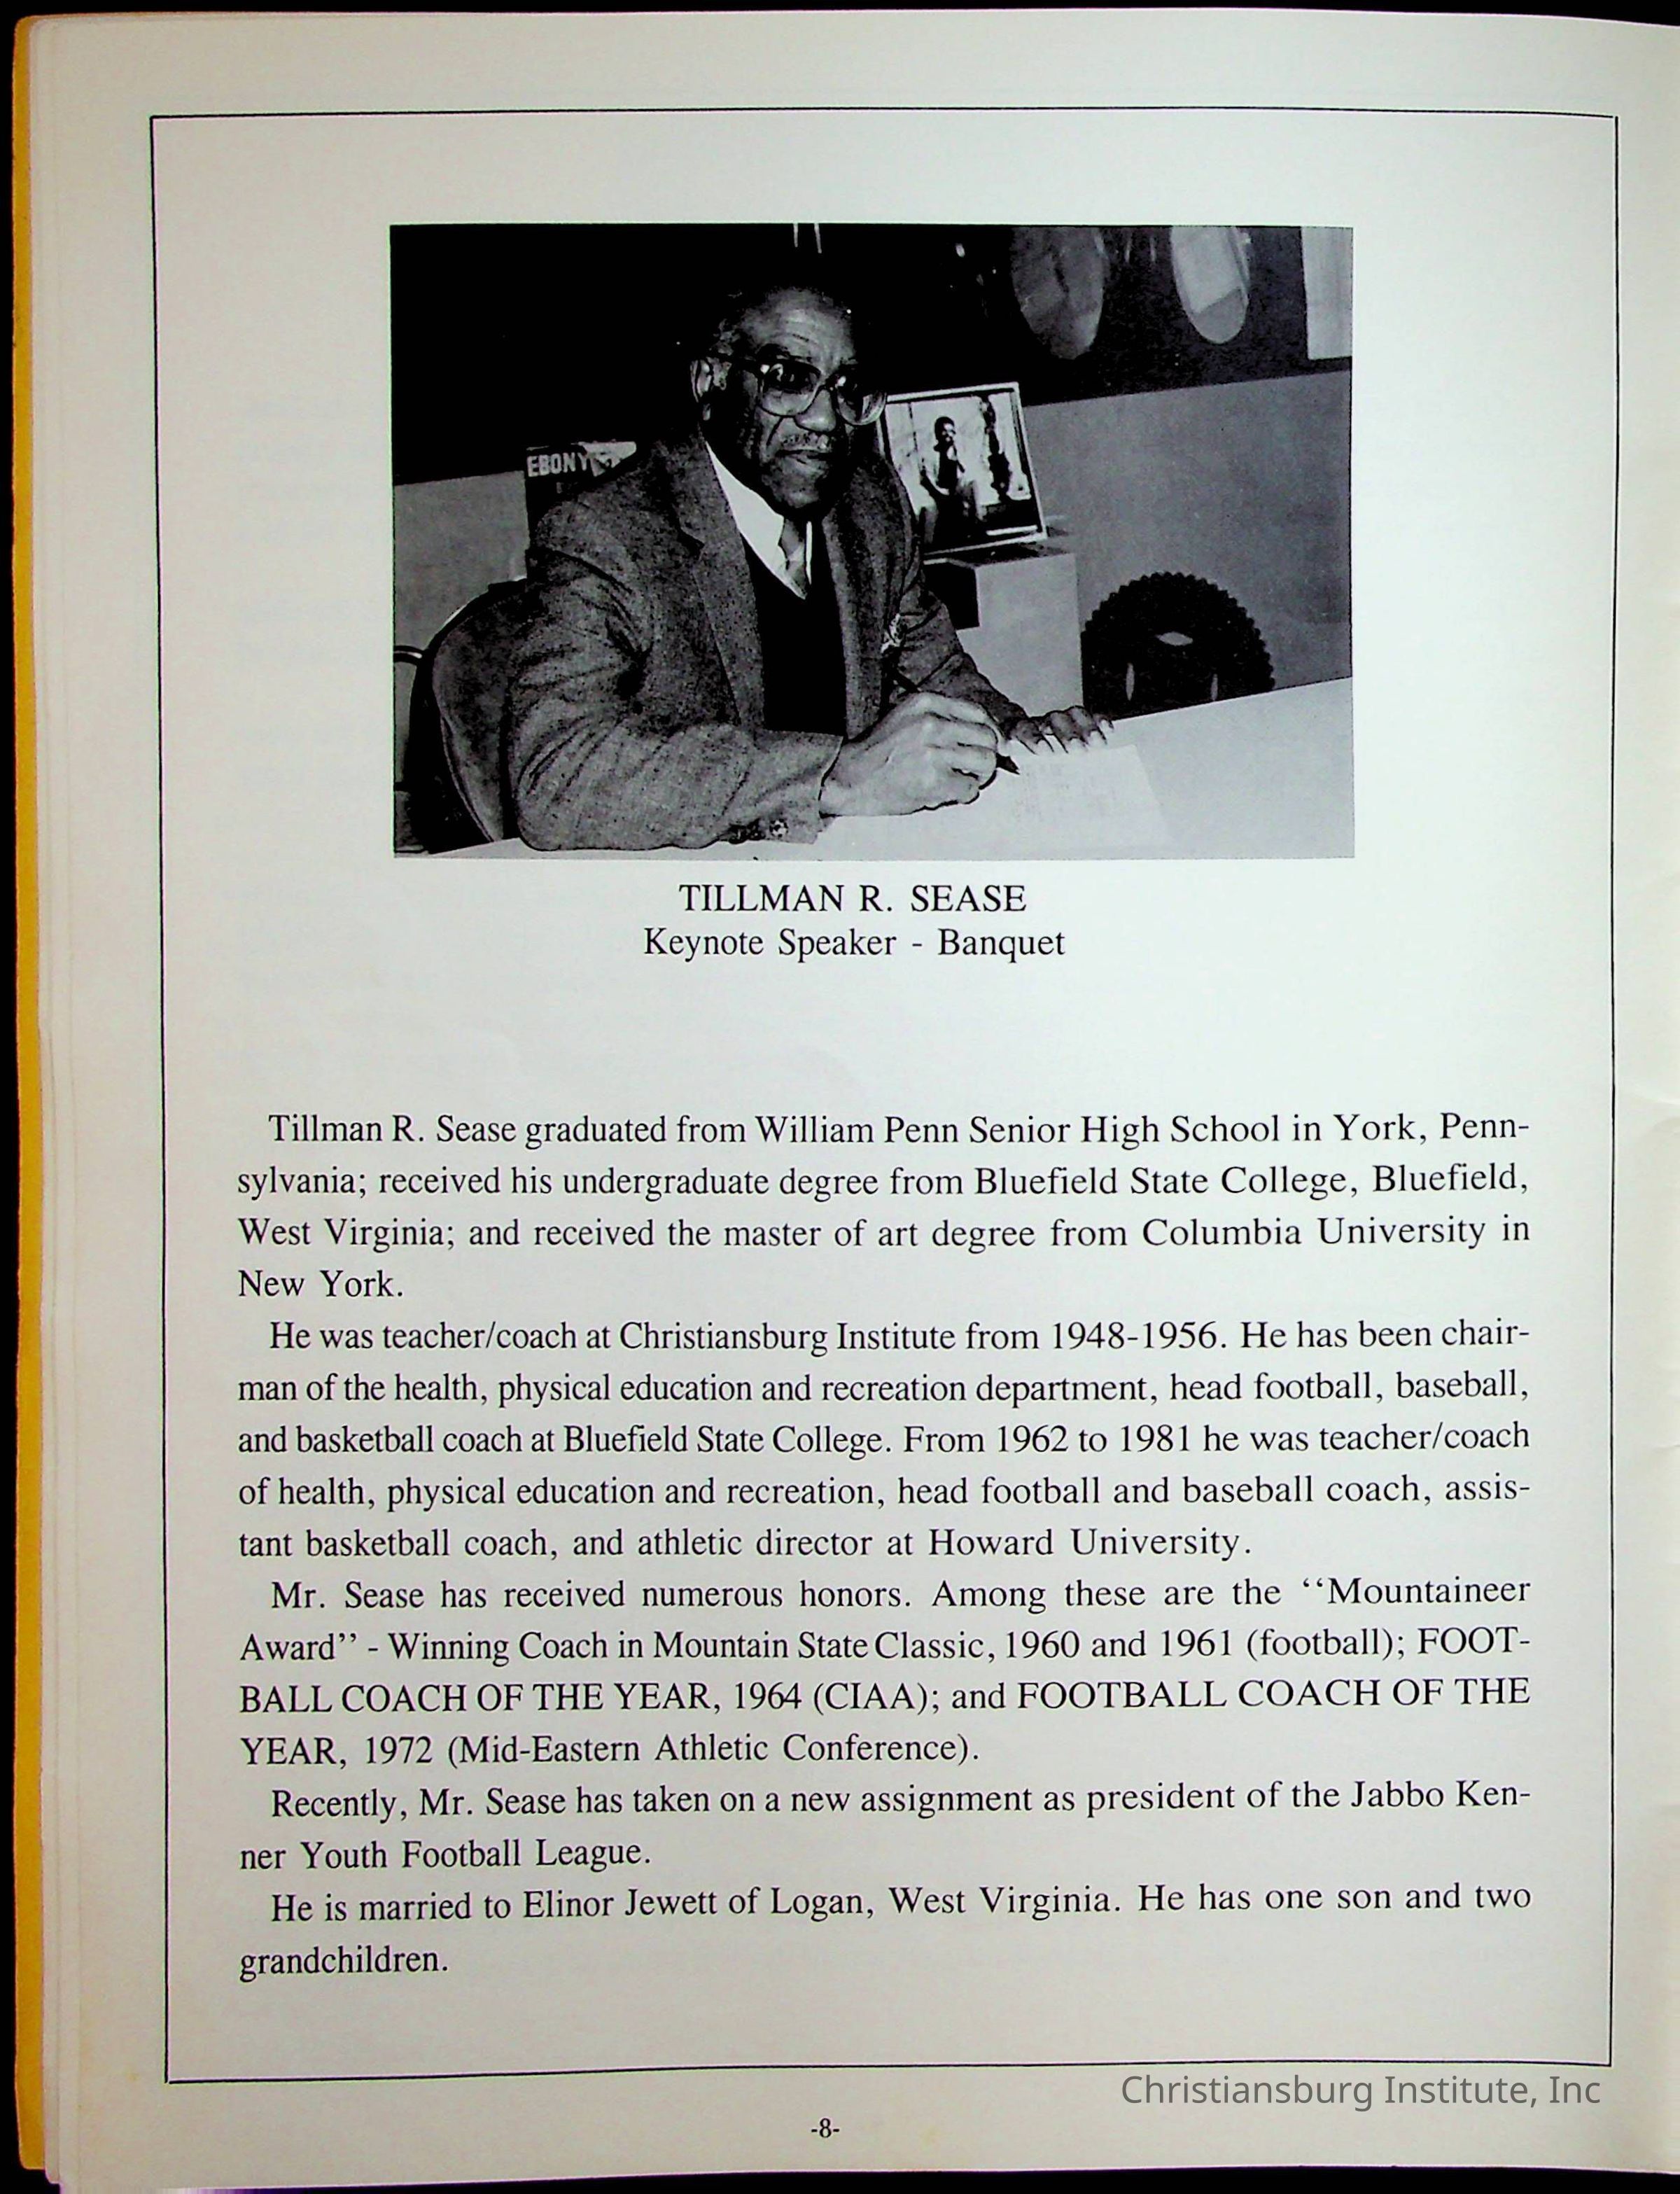 EBONY
TILLMAN R. SEASE
Keynote Speaker - Banquet
Tillman R. Sease graduated from William Penn Senior High School in York, Penn-
sylvania; received his undergraduate degree from Bluefield State College, Bluefield,
West Virginia; and received the master of art degree from Columbia University in
New York.
He was teacher/coach at Christiansburg Institute from 1948-1956. He has been chair-
man of the health, physical education and recreation department, head football, baseball,
and basketball coach at Bluefield State College. From 1962 to 1981 he was teacher/coach
of health, physical education and recreation, head football and baseball coach, assis-
tant basketball coach, and athletic director at Howard University.
Mr. Sease has received numerous honors. Among these are the ‘‘Mountaineer
Award’’ - Winning Coach in Mountain State Classic, 1960 and 1961 (football); FOOT-
BALL COACH OF THE YEAR, 1964 (CIAA); and FOOTBALL COACH OF THE
YEAR, 1972 (Mid-Eastern Athletic Conference).
Recently, Mr. Sease has taken on a new assignment as president of the Jabbo Ken-
ner Youth Football League.
He is married to Elinor Jewett of Logan, West Virginia. He has one son and two
grandchildren.
Christiansburg Institute, Inc
-8-